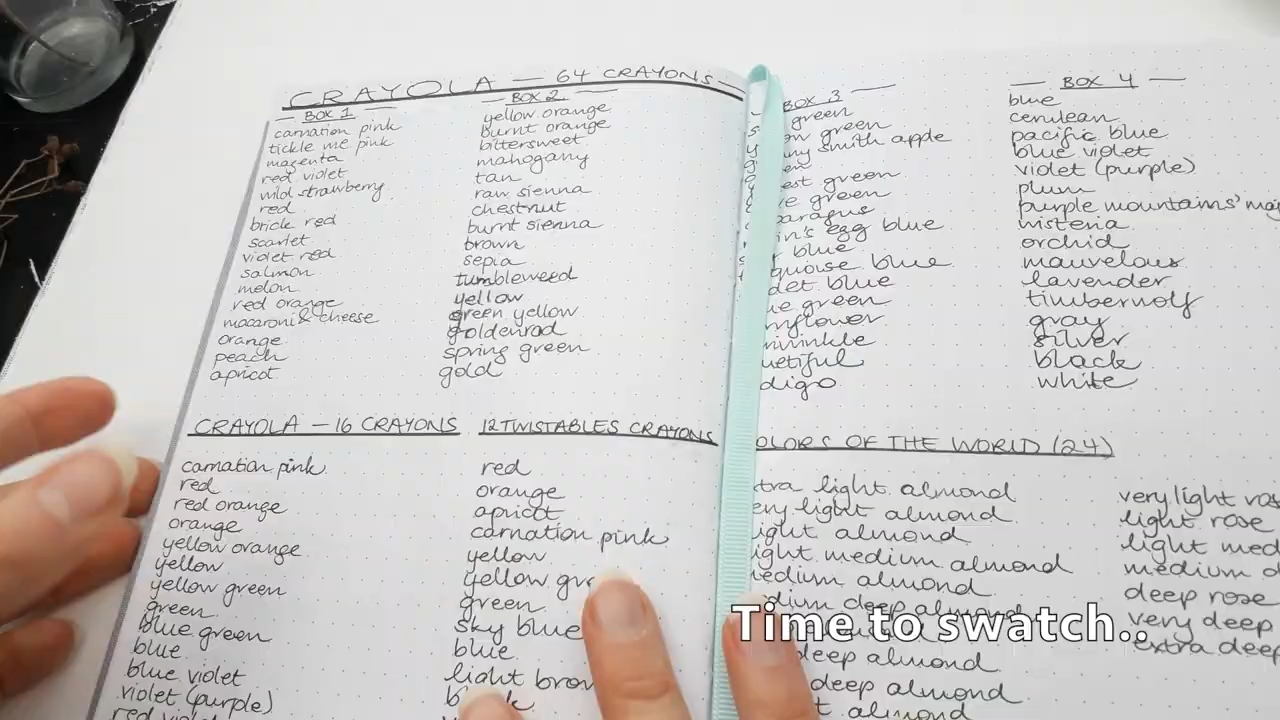 CRAYOLA — 64 CRAYONS
— BOX 1 —
carnation pink
tickle me pink
magenta
red violet
wild strawberry
red
brick red
scarlet
violet red
salmon
melon
red orange
macaroni & cheese
orange
peach
apricot
— BOX 2 —
yellow orange
burnt orange
bittersweet
mahogany
tan
raw sienna
chestnut
burnt sienna
brown
sepia
tumbleweed
yellow
green yellow
goldenrod
spring green
gold
BOX 3 —
green
green
smith apple
green
green
egg blue
blue
blue
blue
green
— BOX 4 —
blue
cerulean
pacific blue
blue violet
violet (purple)
plum
purple mountains'
wisteria
orchid
mauvelous
lavender
timberwolf
gray
silver
black
white
CRAYOLA — 16 CRAYONS
carnation pink
red
red orange
orange
yellow orange
yellow
yellow green
green
blue green
blue
blue violet
violet (purple)
12 TWISTABLES CRAYONS
red
orange
apricot
carnation pink
yellow
yellow
green
sky blue
blue
light
OF THE WORLD (24)
light almond
light almond
almond
medium almond
almond
deep almond
deep almond
deep almond
almond
very light
light rose
light
medium
deep rose
very deep
extra deep
Time to swatch..